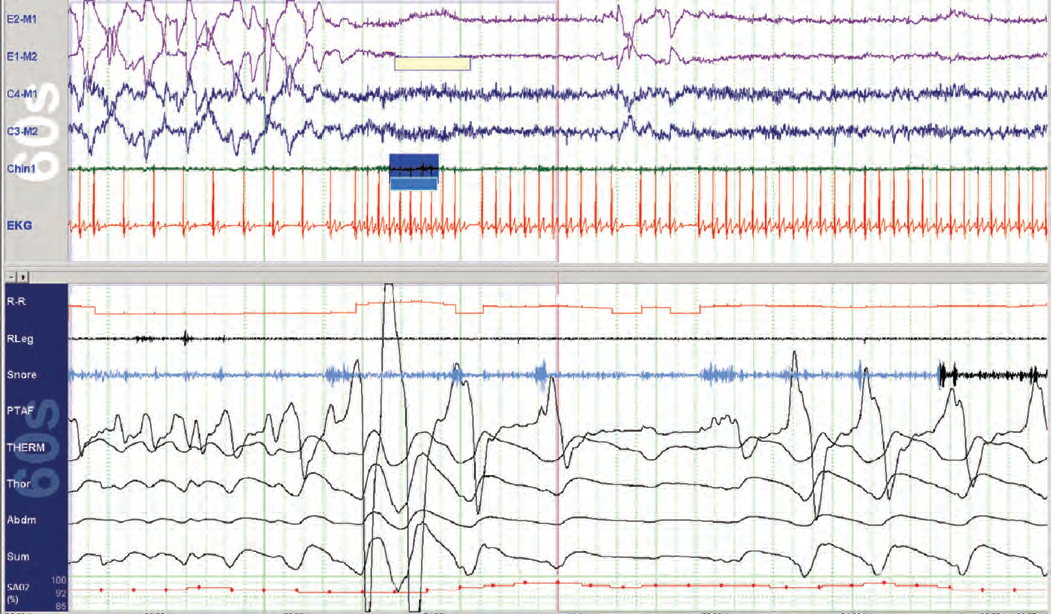 E2-M1
E1-M2
C4-M1
C3-M2
60s
Chin1
EKG
- +
R-R
RLeg
Snore
PTAF
60s
THERM
Thor
Abdm
Sum
100
SAO2
92
(%)
85